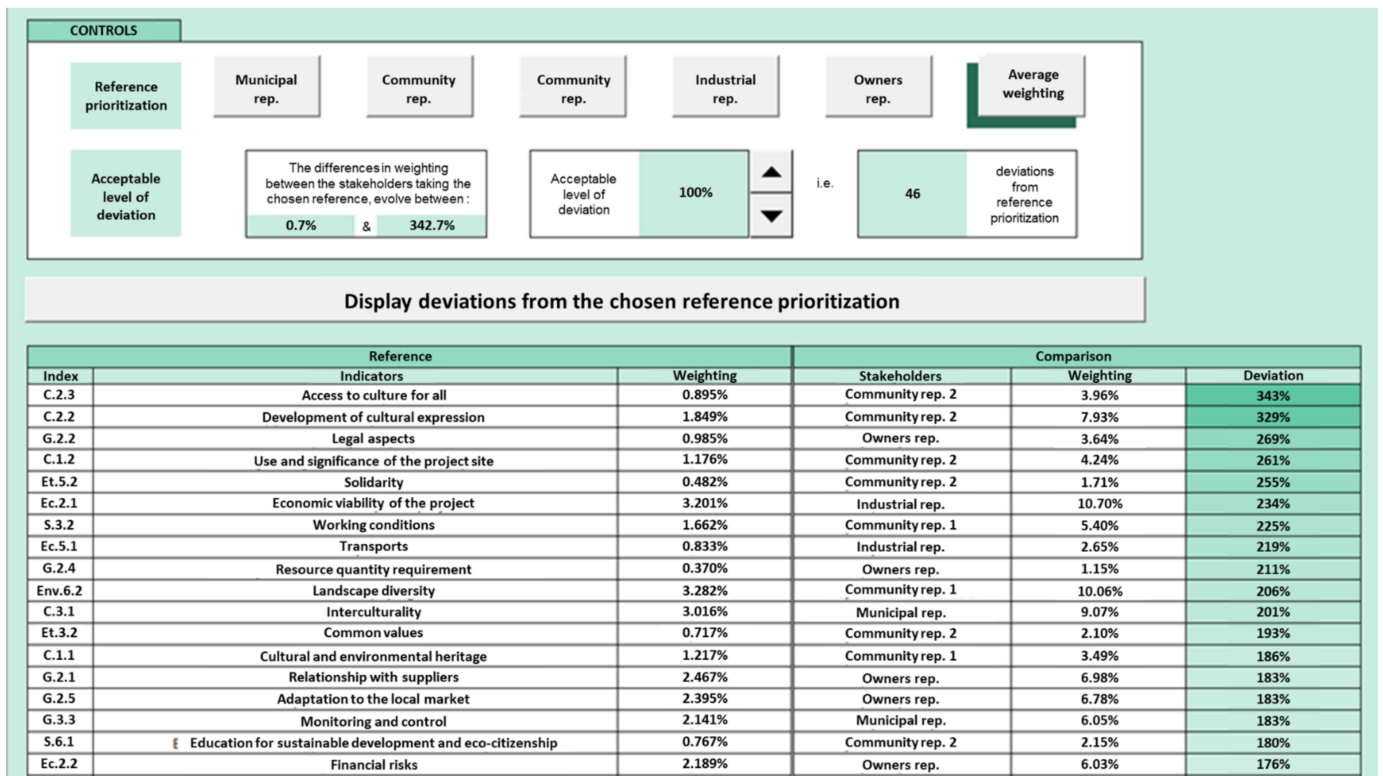 CONTROLS
Reference prioritization
Municipal rep.
Community rep.
Community rep.
Industrial rep.
Owners rep.
Average weighting
Acceptable level of deviation
The differences in weighting
between the stakeholders taking the
chosen reference, evolve between :
0.7% & 342.7%
Acceptable level of deviation
100%
i.e.
46
deviations from reference prioritization
Display deviations from the chosen reference prioritization
Reference Comparison
Index Indicators Weighting Stakeholders Weighting Deviation
C.2.3 Access to culture for all 0.895% Community rep. 2 3.96% 343%
C.2.2 Development of cultural expression 1.849% Community rep. 2 7.93% 329%
G.2.2 Legal aspects 0.985% Owners rep. 3.64% 269%
C.1.2 Use and significance of the project site 1.176% Community rep. 2 4.24% 261%
Et.5.2 Solidarity 0.482% Community rep. 2 1.71% 255%
Ec.2.1 Economic viability of the project 3.201% Industrial rep. 10.70% 234%
S.3.2 Working conditions 1.662% Community rep. 1 5.40% 225%
Ec.5.1 Transports 0.833% Industrial rep. 2.65% 219%
G.2.4 Resource quantity requirement 0.370% Owners rep. 1.15% 211%
Env.6.2 Landscape diversity 3.282% Community rep. 1 10.06% 206%
C.3.1 Interculturality 3.016% Municipal rep. 9.07% 201%
Et.3.2 Common values 0.717% Community rep. 2 2.10% 193%
C.1.1 Cultural and environmental heritage 1.217% Community rep. 1 3.49% 186%
G.2.1 Relationship with suppliers 2.467% Owners rep. 6.98% 183%
G.2.5 Adaptation to the local market 2.395% Owners rep. 6.78% 183%
G.3.3 Monitoring and control 2.141% Municipal rep. 6.05% 183%
S.6.1 Education for sustainable development and eco-citizenship 0.767% Community rep. 2 2.15% 180%
Ec.2.2 Financial risks 2.189% Owners rep. 6.03% 176%